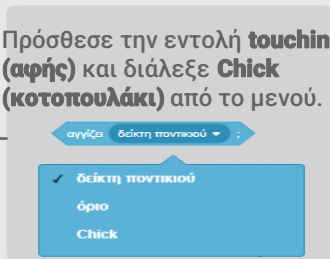 Πρόσθεσε την εντολή touchin
(αφής) και διάλεξε Chick
(κοτοπουλάκι) από το μενού.
αγγίζει δείκτη ποντικιού ;
✓ δείκτη ποντικιού
όριο
Chick